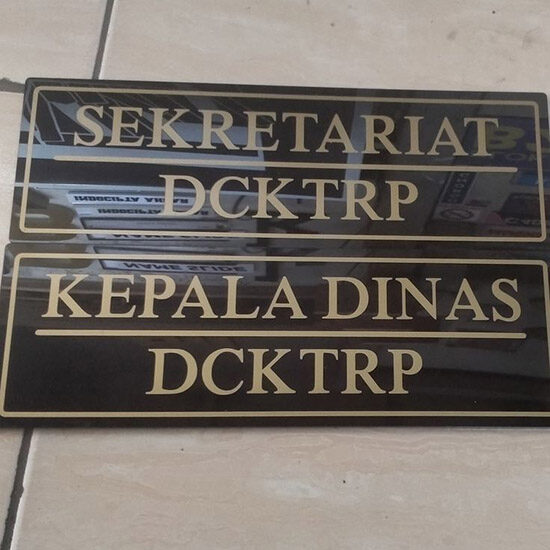 SEKRETARIAT
DCKTRP
KEPALA DINAS
DCKTRP